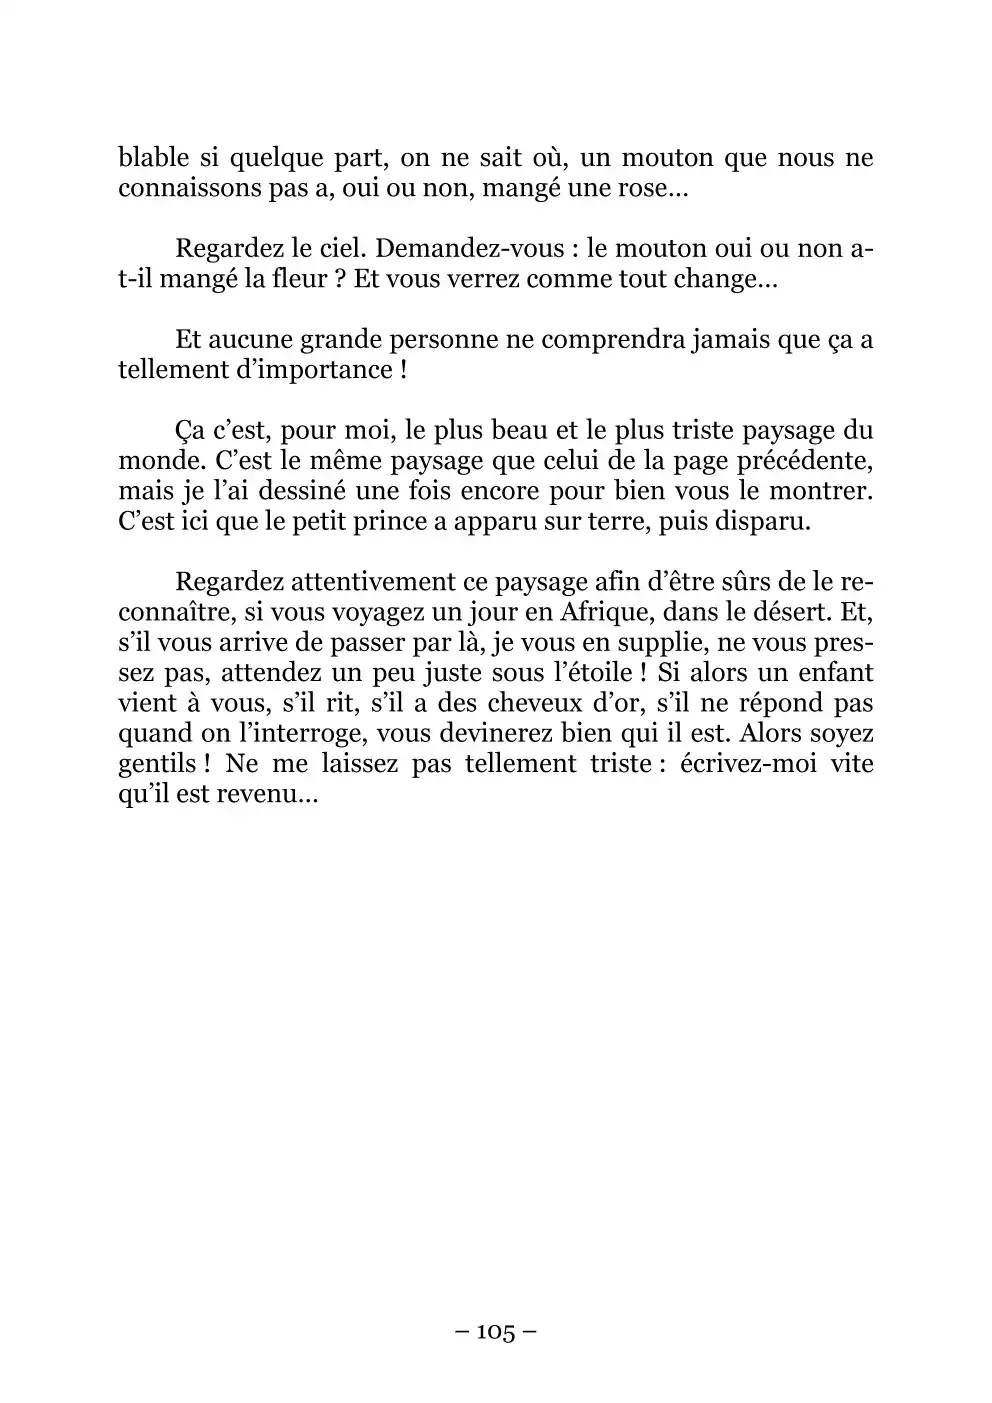 blable si quelque part, on ne sait où, un mouton que nous ne
connaissons pas a, oui ou non, mangé une rose…
Regardez le ciel. Demandez-vous : le mouton oui ou non a-
t-il mangé la fleur ? Et vous verrez comme tout change…
Et aucune grande personne ne comprendra jamais que ça a
tellement d’importance !
Ça c’est, pour moi, le plus beau et le plus triste paysage du
monde. C’est le même paysage que celui de la page précédente,
mais je l’ai dessiné une fois encore pour bien vous le montrer.
C’est ici que le petit prince a apparu sur terre, puis disparu.
Regardez attentivement ce paysage afin d’être sûrs de le re-
connaître, si vous voyagez un jour en Afrique, dans le désert. Et,
s’il vous arrive de passer par là, je vous en supplie, ne vous pres-
sez pas, attendez un peu juste sous l’étoile ! Si alors un enfant
vient à vous, s’il rit, s’il a des cheveux d’or, s’il ne répond pas
quand on l’interroge, vous devinerez bien qui il est. Alors soyez
gentils ! Ne me laissez pas tellement triste : écrivez-moi vite
qu’il est revenu…
– 105 –